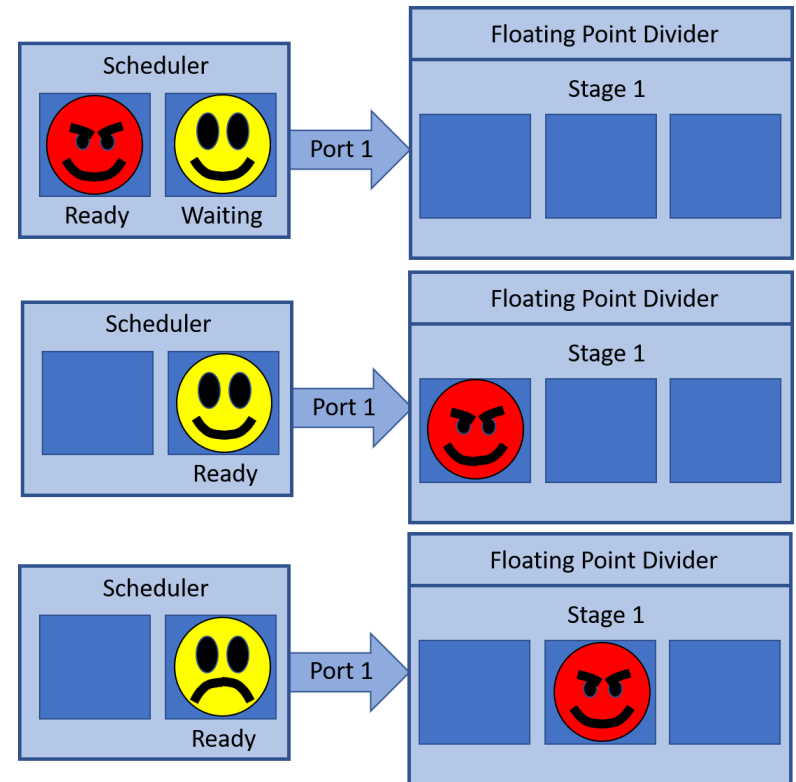 Scheduler
Ready
Waiting
Port 1
Floating Point Divider
Stage 1
Scheduler
Ready
Port 1
Floating Point Divider
Stage 1
Scheduler
Ready
Port 1
Floating Point Divider
Stage 1